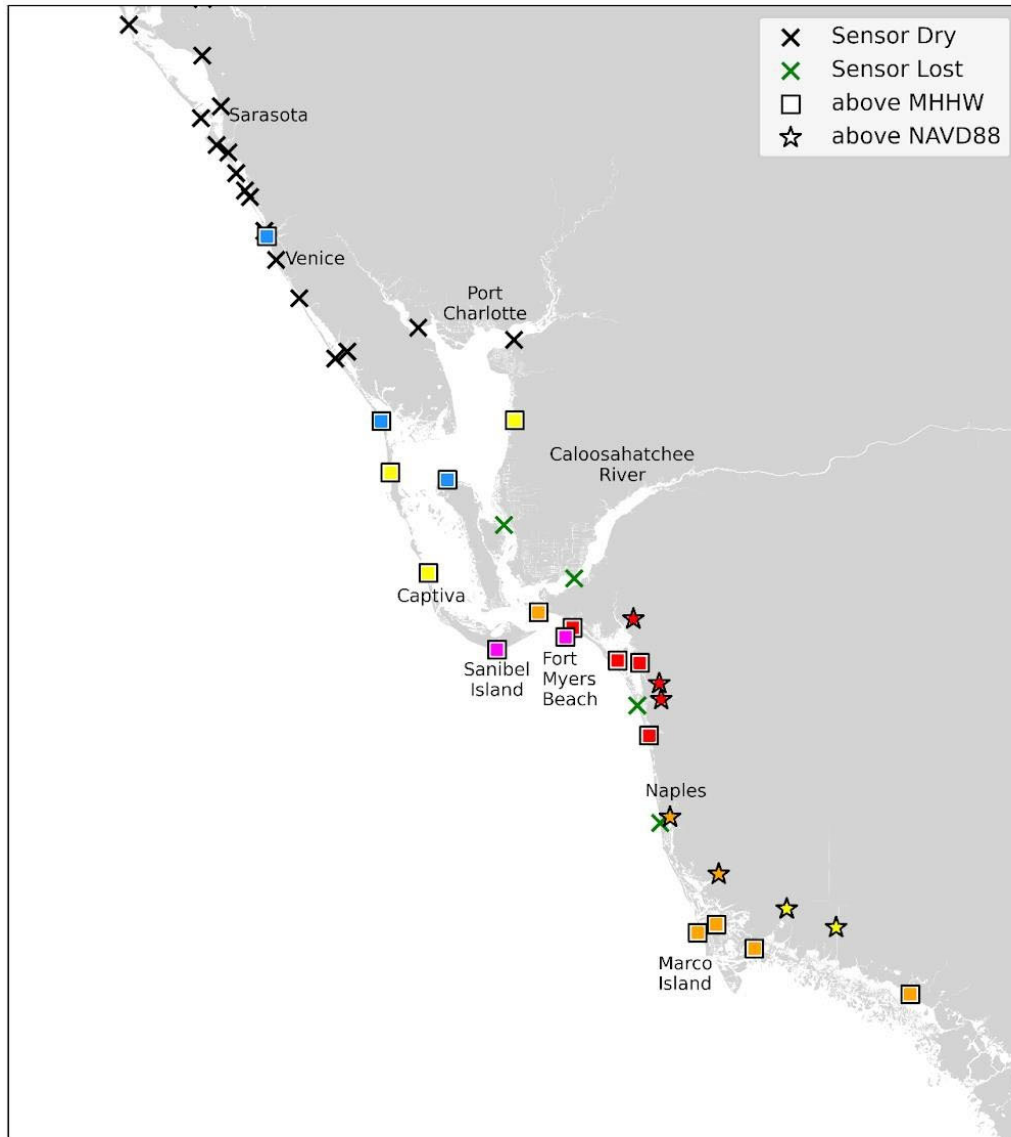 Sensor Dry
Sensor Lost
above MHHW
above NAVD88
Sarasota
Venice
Port
Charlotte
Caloosahatchee
River
Captiva
Sanibel
Island
Fort
Myers
Beach
Naples
Marco
Island